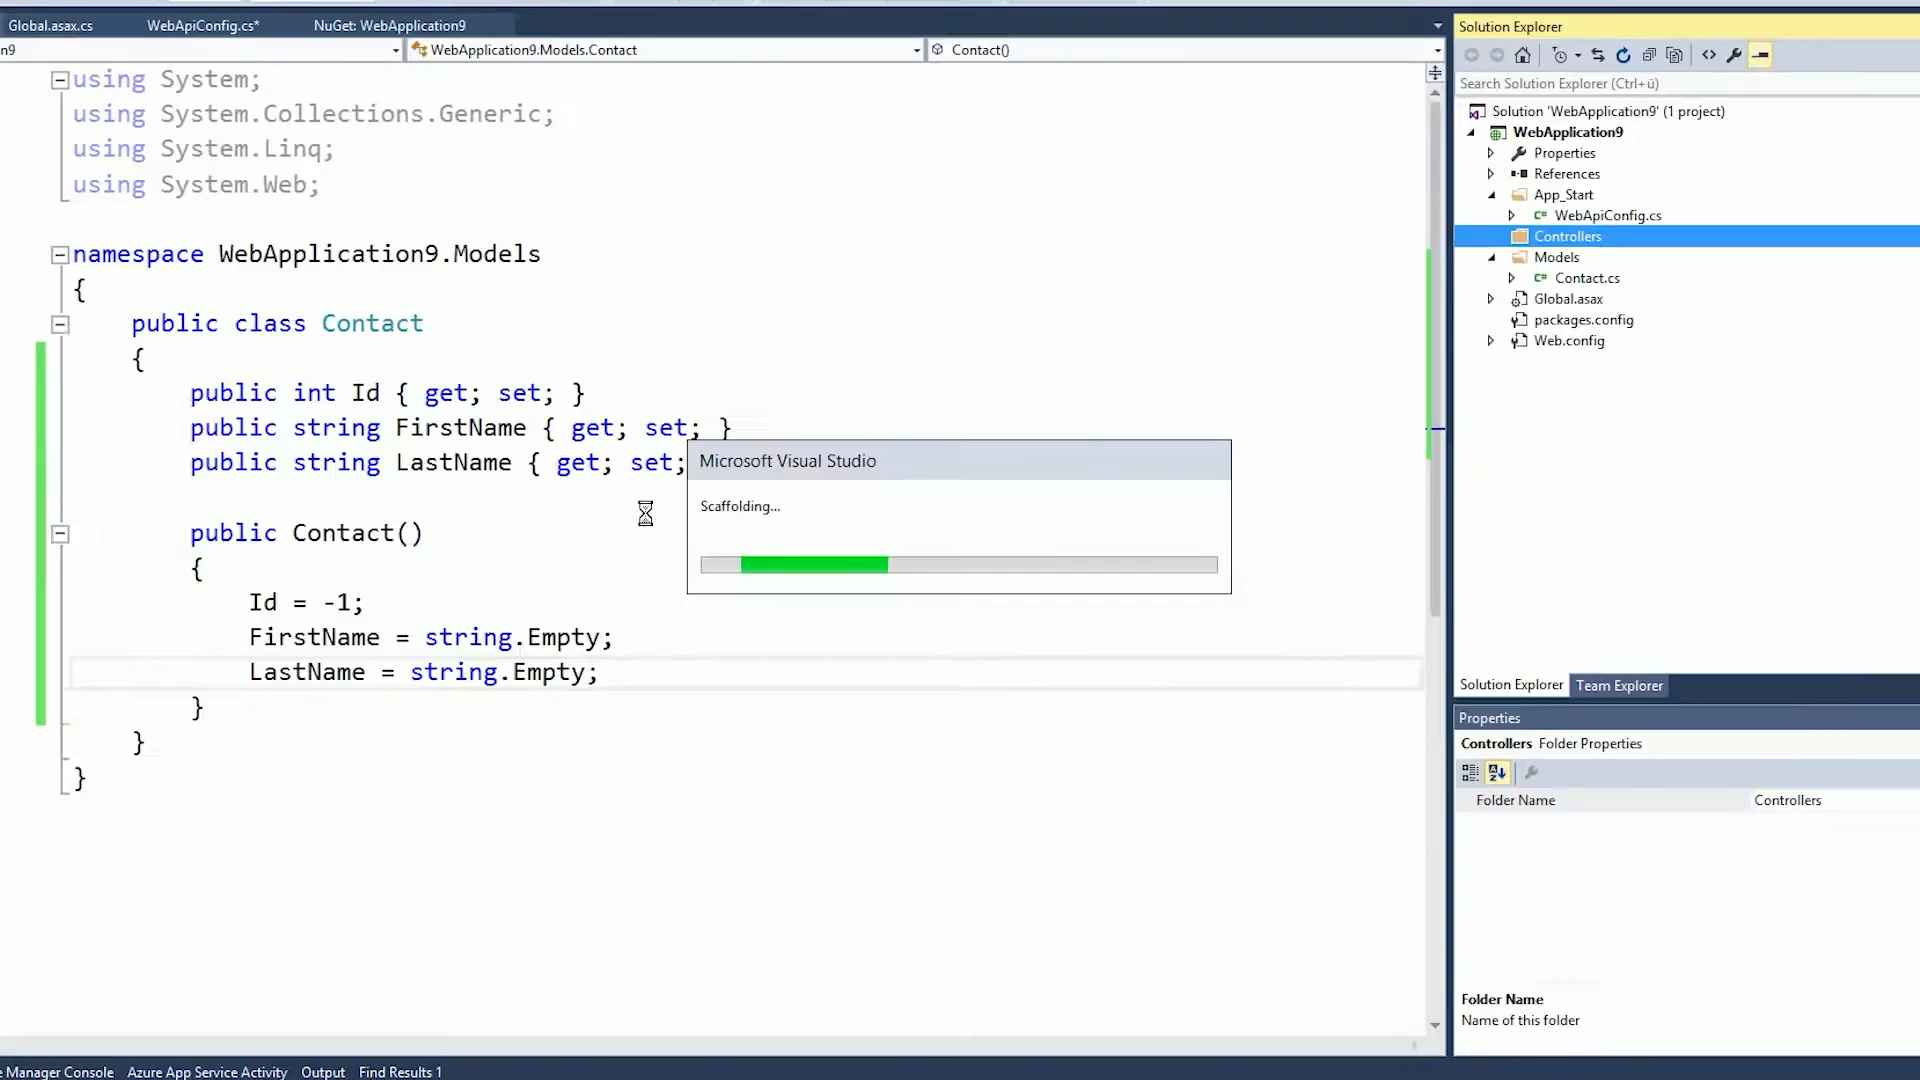 Global.asax.cs
WebApiConfig.cs*
NuGet: WebApplication9
n9
WebApplication9.Models.Contact
Contact()
using System;
using System.Collections.Generic;
using System.Linq;
using System.Web;
namespace WebApplication9.Models
{
public class Contact
{
public int Id { get; set; }
public string FirstName { get; set; }
public string LastName { get; set;
public Contact()
{
Id = -1;
FirstName = string.Empty;
LastName = string.Empty;
}
}
}
Microsoft Visual Studio
Scaffolding...
Solution Explorer
Search Solution Explorer (Ctrl+ü)
Solution 'WebApplication9' (1 project)
WebApplication9
Properties
References
App_Start
C# WebApiConfig.cs
Controllers
Models
C# Contact.cs
Global.asax
packages.config
Web.config
Solution Explorer
Team Explorer
Properties
Controllers Folder Properties
Folder Name
Controllers
Folder Name
Name of this folder
e Manager Console
Azure App Service Activity
Output
Find Results 1